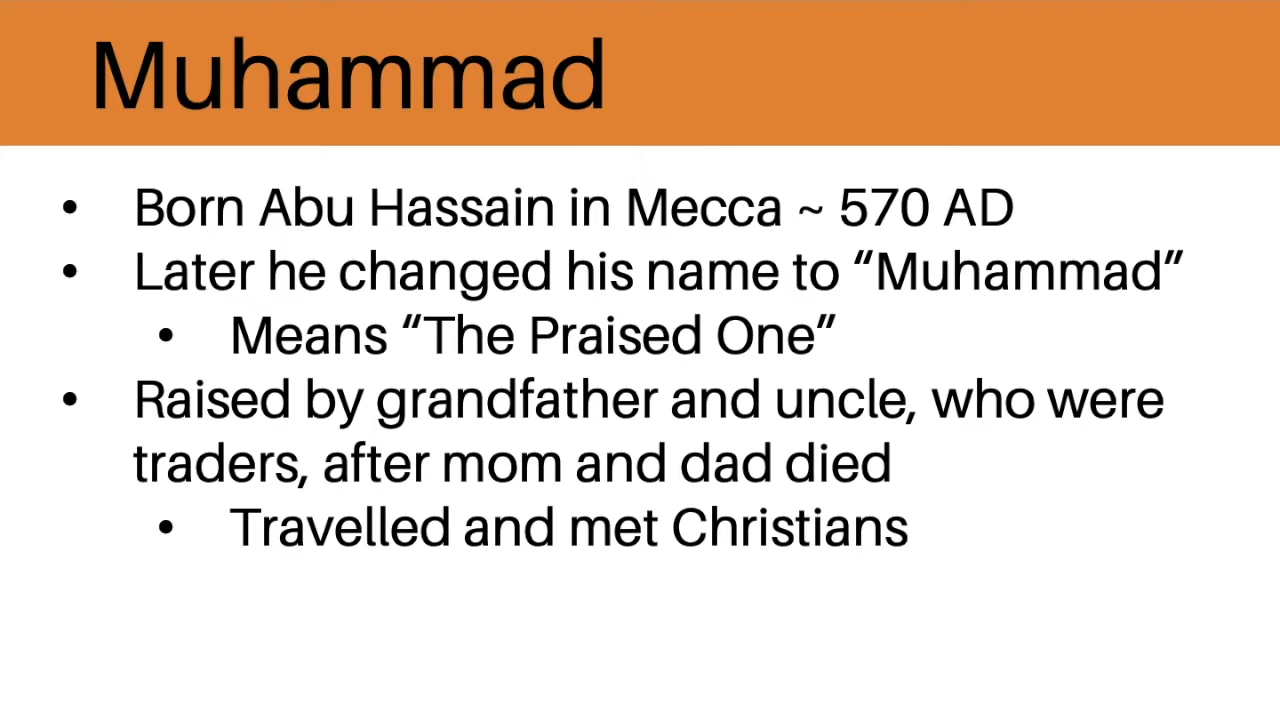 Muhammad
• Born Abu Hassain in Mecca ~ 570 AD
• Later he changed his name to “Muhammad”
• Means “The Praised One”
• Raised by grandfather and uncle, who were
traders, after mom and dad died
• Travelled and met Christians